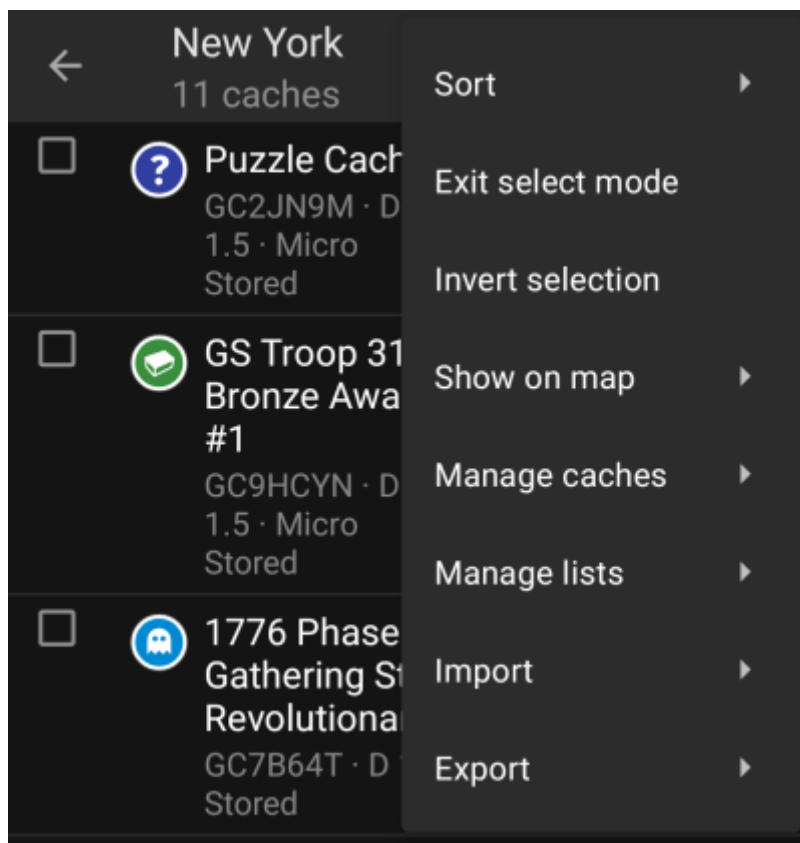 New York
11 caches
Puzzle Cach
GC2JN9M · D
1.5 · Micro
Stored
GS Troop 31
Bronze Awa
#1
GC9HCYN · D
1.5 · Micro
Stored
1776 Phase
Gathering St
Revolutiona
GC7B64T · D
Stored
Sort
Exit select mode
Invert selection
Show on map
Manage caches
Manage lists
Import
Export